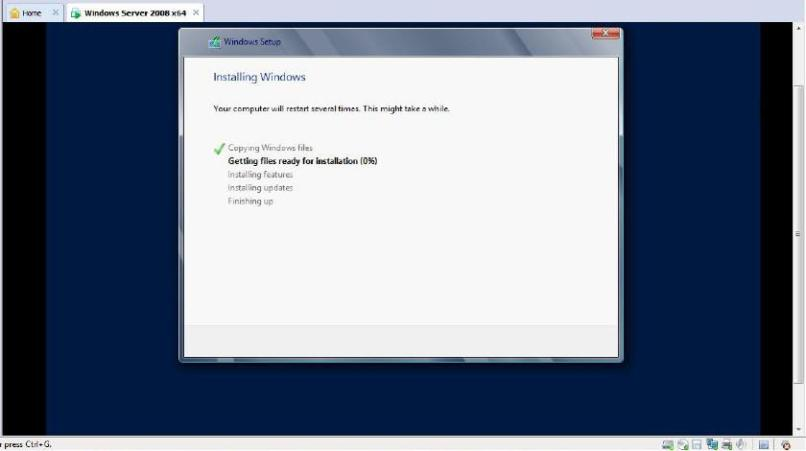 Home
Windows Server 2008 x64
Windows Setup
Installing Windows
Your computer will restart several times. This might take a while.
Copying Windows files
Getting files ready for installation (0%)
Installing features
Installing updates
Finishing up
r press Ctrl+G.